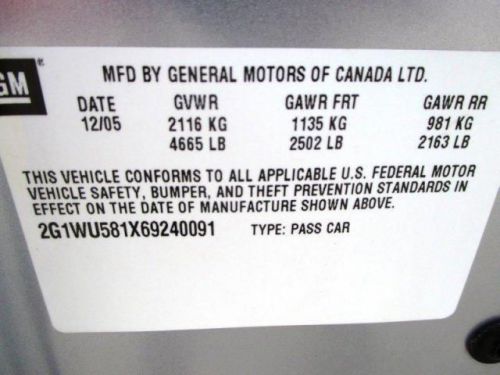 GM®
MFD BY GENERAL MOTORS OF CANADA LTD.
DATE GVWR GAWR FRT GAWR RR
12/05 2116 KG 1135 KG 981 KG
4665 LB 2502 LB 2163 LB
THIS VEHICLE CONFORMS TO ALL APPLICABLE U.S. FEDERAL MOTOR
VEHICLE SAFETY, BUMPER, AND THEFT PREVENTION STANDARDS IN
EFFECT ON THE DATE OF MANUFACTURE SHOWN ABOVE.
2G1WU581X69240091 TYPE: PASS CAR